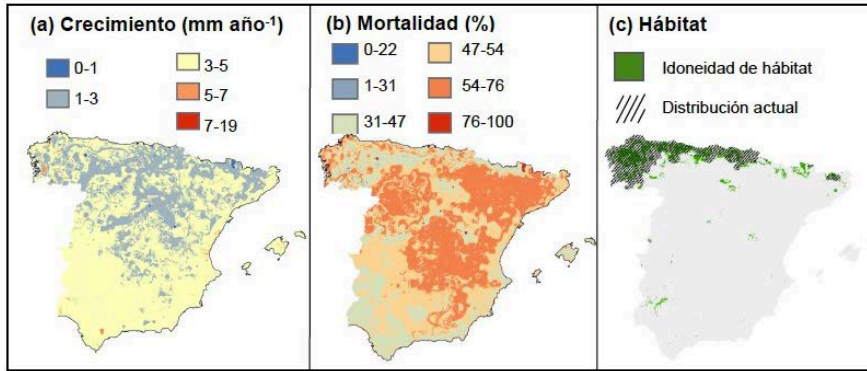 (a) Crecimiento (mm año⁻¹)
0-1
1-3
3-5
5-7
7-19
(b) Mortalidad (%)
0-22
1-31
31-47
47-54
54-76
76-100
(c) Hábitat
Idoneidad de hábitat
Distribución actual